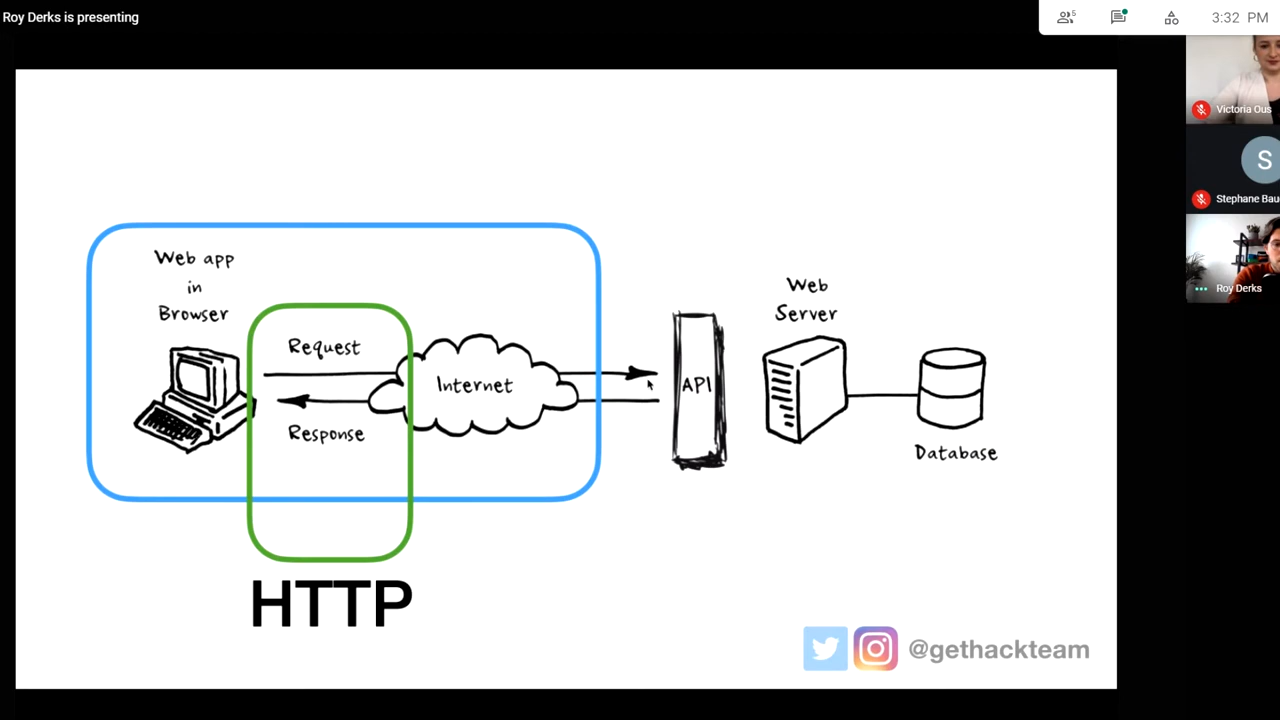 Roy Derks is presenting
5
3:32 PM
Victoria Ous
S
Stephane Bau
Roy Derks
Web app
in
Browser
Request
Response
Internet
API
Web
Server
Database
HTTP
@gethackteam